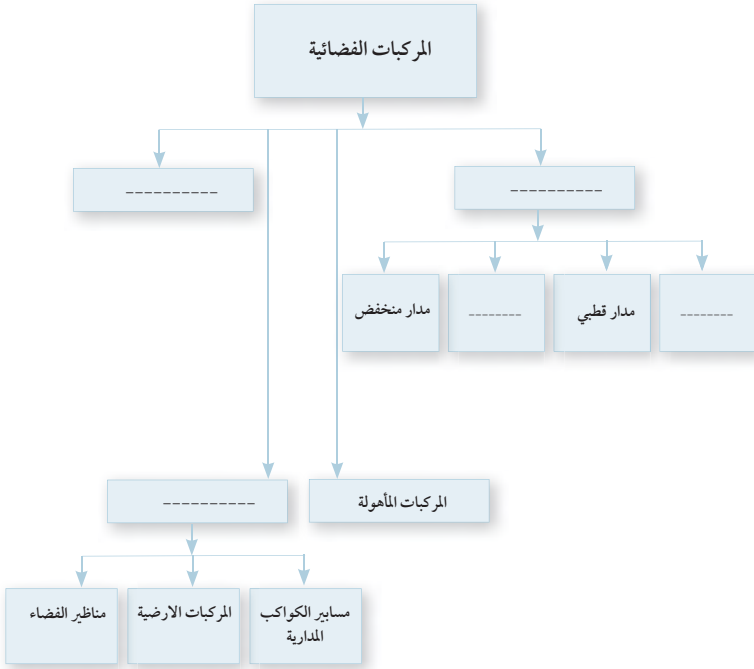 المركبات الفضائية
----------
----------
--------
مدار قطبي
--------
مدار منخفض
المركبات المأهولة
----------
مسابير الكواكب
المدارية
المركبات الارضية
مناظير الفضاء